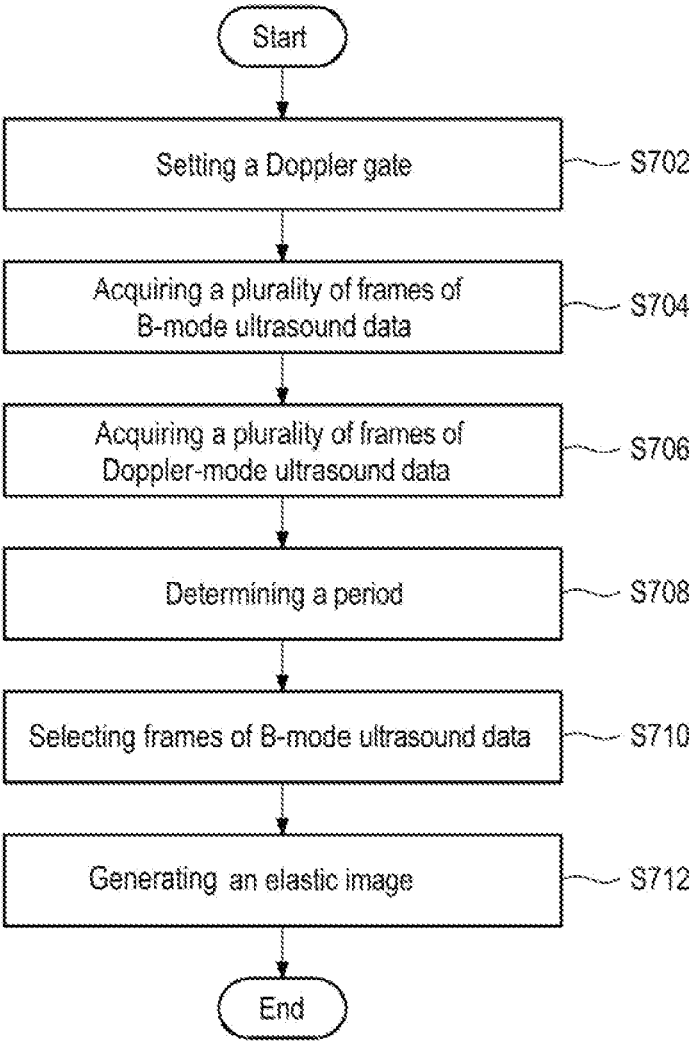 Start
Setting a Doppler gate
S702
Acquiring a plurality of frames of
B-mode ultrasound data
S704
Acquiring a plurality of frames of
Doppler-mode ultrasound data
S706
Determining a period
S708
Selecting frames of B-mode ultrasound data
S710
Generating an elastic image
S712
End